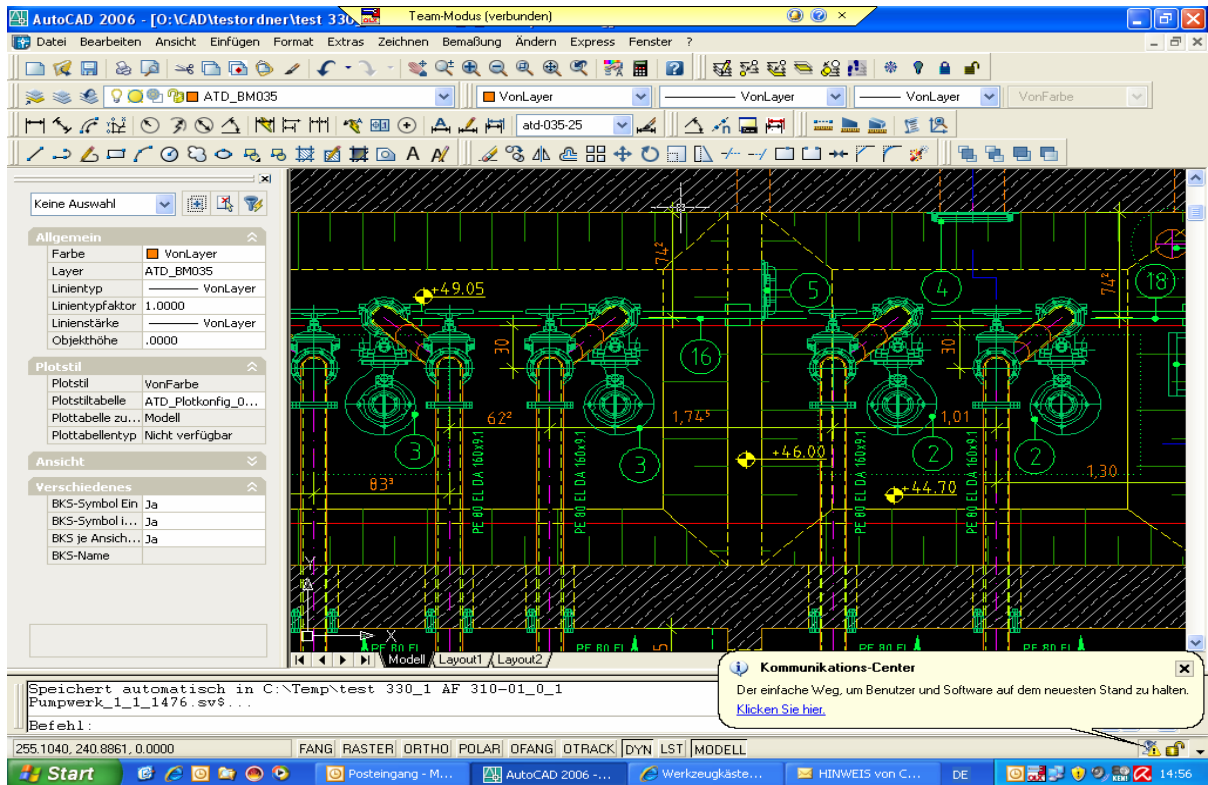 AutoCAD 2006 - [O:\CAD\testordner\test 330_
Team-Modus (verbunden)
Datei Bearbeiten Ansicht Einfügen Format Extras Zeichnen Bemaßung Ändern Express Fenster ?
ATD_BM035 VonLayer VonLayer VonLayer VonFarbe
atd-035-25
Keine Auswahl
Allgemein
Farbe VonLayer
Layer ATD_BM035
Linientyp VonLayer
Linientypfaktor 1.0000
Linienstärke VonLayer
Objekthöhe .0000
Plotstil
Plotstil VonFarbe
Plotstiltabelle ATD_Plotkonfig_0...
Plottabelle zu... Modell
Plottabellentyp Nicht verfügbar
Ansicht
Verschiedenes
BKS-Symbol Ein Ja
BKS-Symbol i... Ja
BKS je Ansich... Ja
BKS-Name
74² 74²
+49.05 5 4 18
30 16 30
62² 1,74⁵ 1,01
3 3 2 2
+46.00 1,30
83³ +44.70
PE 80 EL DA 160x9.1
PE 80 EL DA 160x9.1
PE 80 EL DA 160x9.1
PE 80 EL DA 160x9.1
Y
X
Modell Layout1 Layout2
Kommunikations-Center
Der einfache Weg, um Benutzer und Software auf dem neuesten Stand zu halten.
Klicken Sie hier.
Speichert automatisch in C:\Temp\test 330_1 AF 310-01_0_1
Pumpwerk_1_1_1476.sv$...
Befehl:
255.1040, 240.8861, 0.0000 FANG RASTER ORTHO POLAR OFANG OTRACK DYN LST MODELL
Start Posteingang - M... AutoCAD 2006 -... Werkzeugkäste... HINWEIS von C... DE 14:56